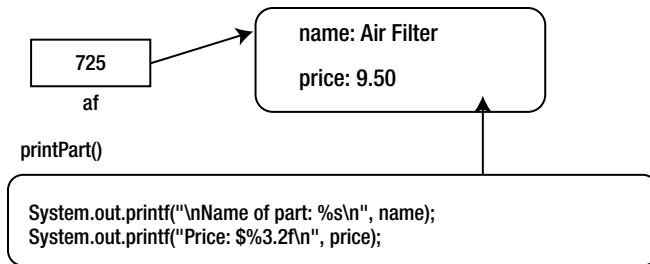 name: Air Filter
725
price: 9.50
af
printPart()
System.out.printf("\nName of part: %s\n", name);
System.out.printf("Price: $%3.2f\n", price);